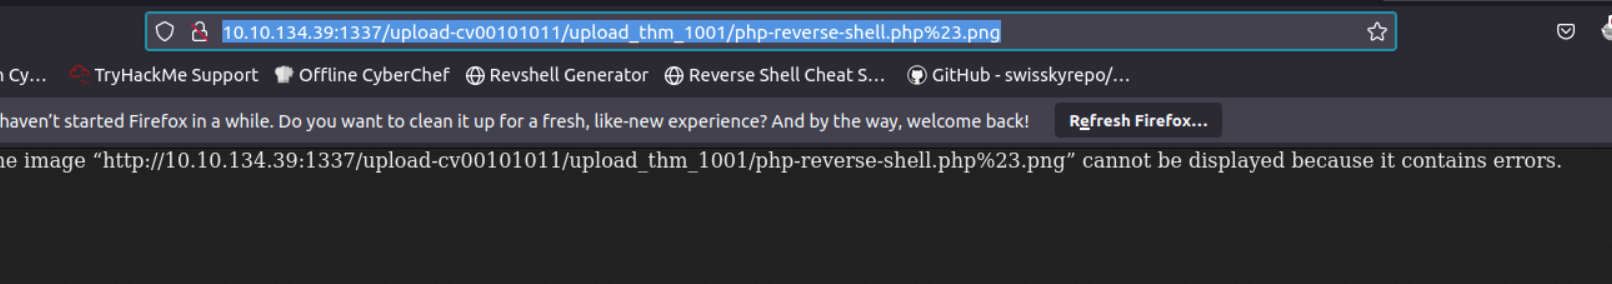 10.10.134.39:1337/upload-cv00101011/upload_thm_1001/php-reverse-shell.php%23.png
n Cy... TryHackMe Support Offline CyberChef Revshell Generator Reverse Shell Cheat S... GitHub - swisskyrepo/...
haven't started Firefox in a while. Do you want to clean it up for a fresh, like-new experience? And by the way, welcome back! Refresh Firefox...
ne image “http://10.10.134.39:1337/upload-cv00101011/upload_thm_1001/php-reverse-shell.php%23.png” cannot be displayed because it contains errors.